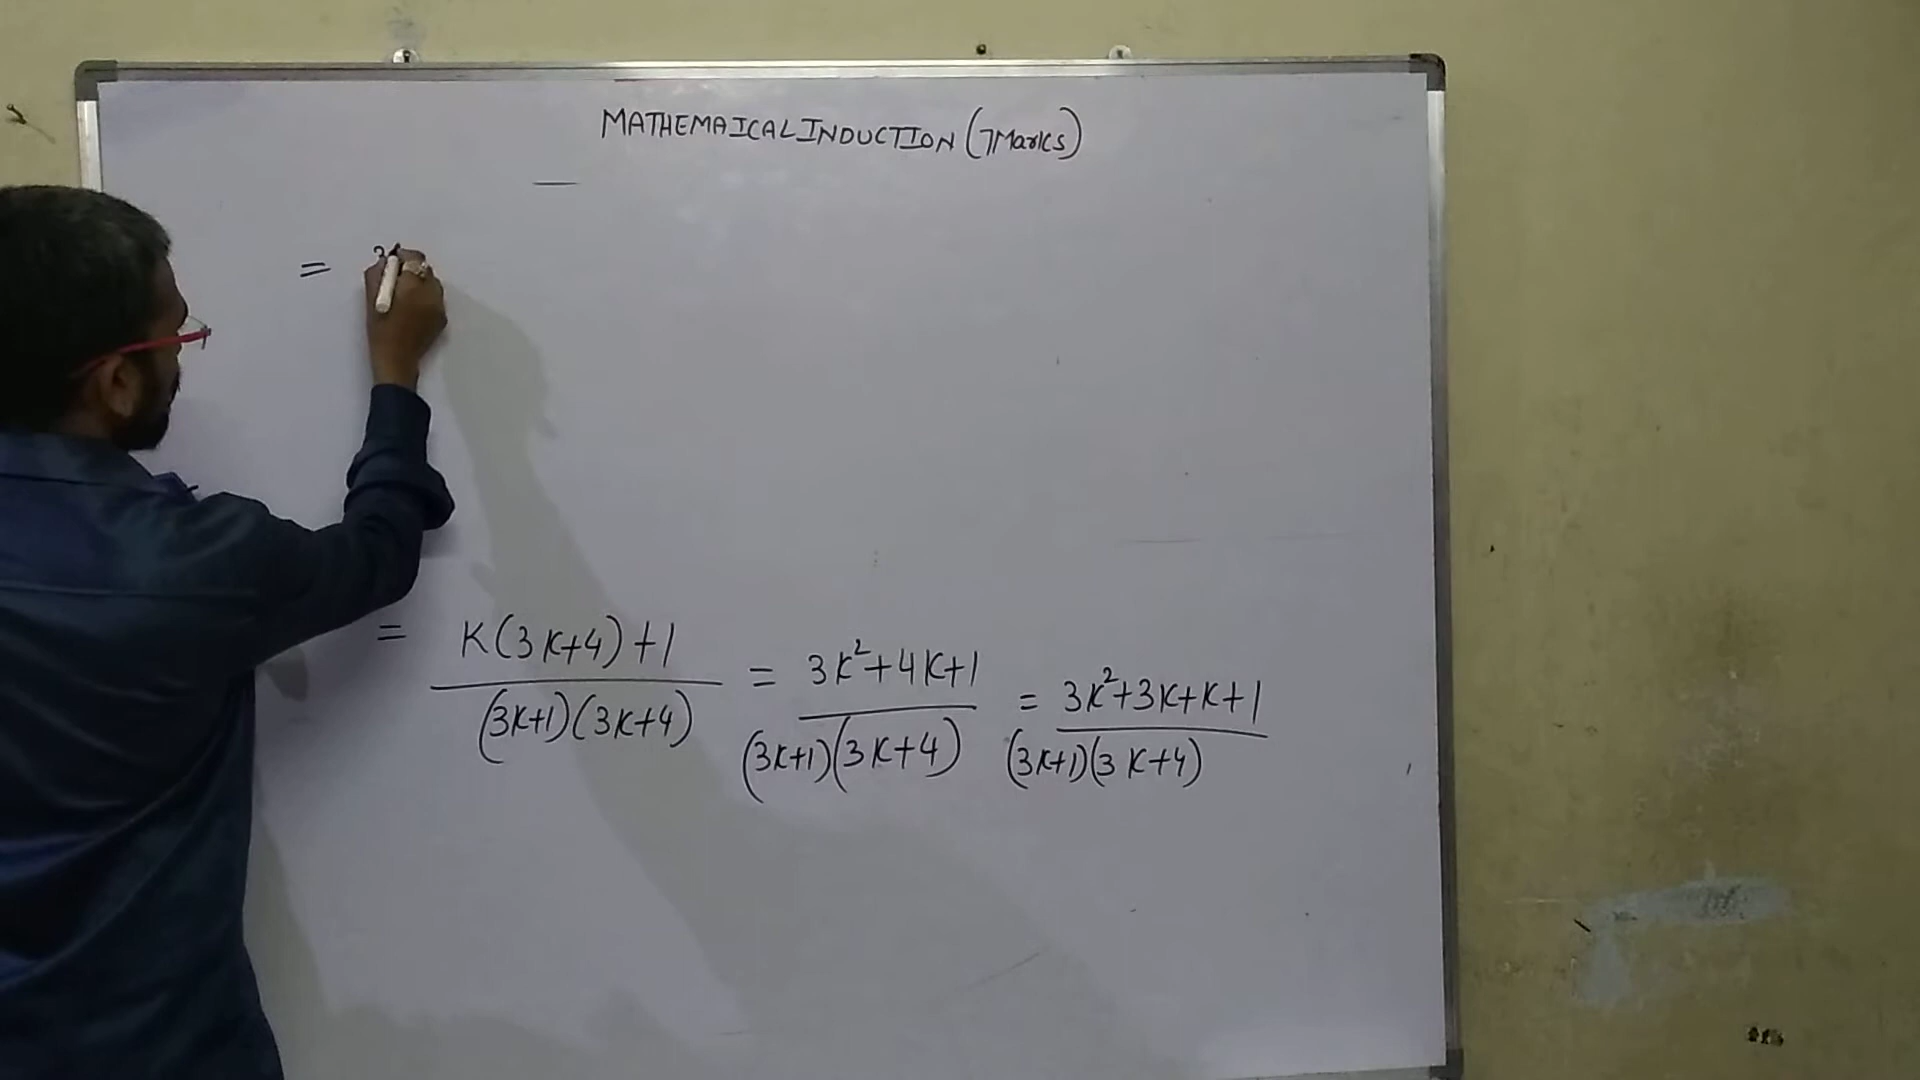 MATHEMAICAL INDUCTION (7Marks)
=
= K(3K+4)+1 / (3K+1)(3K+4) = 3K²+4K+1 / (3K+1)(3K+4) = 3K²+3K+K+1 / (3K+1)(3K+4)